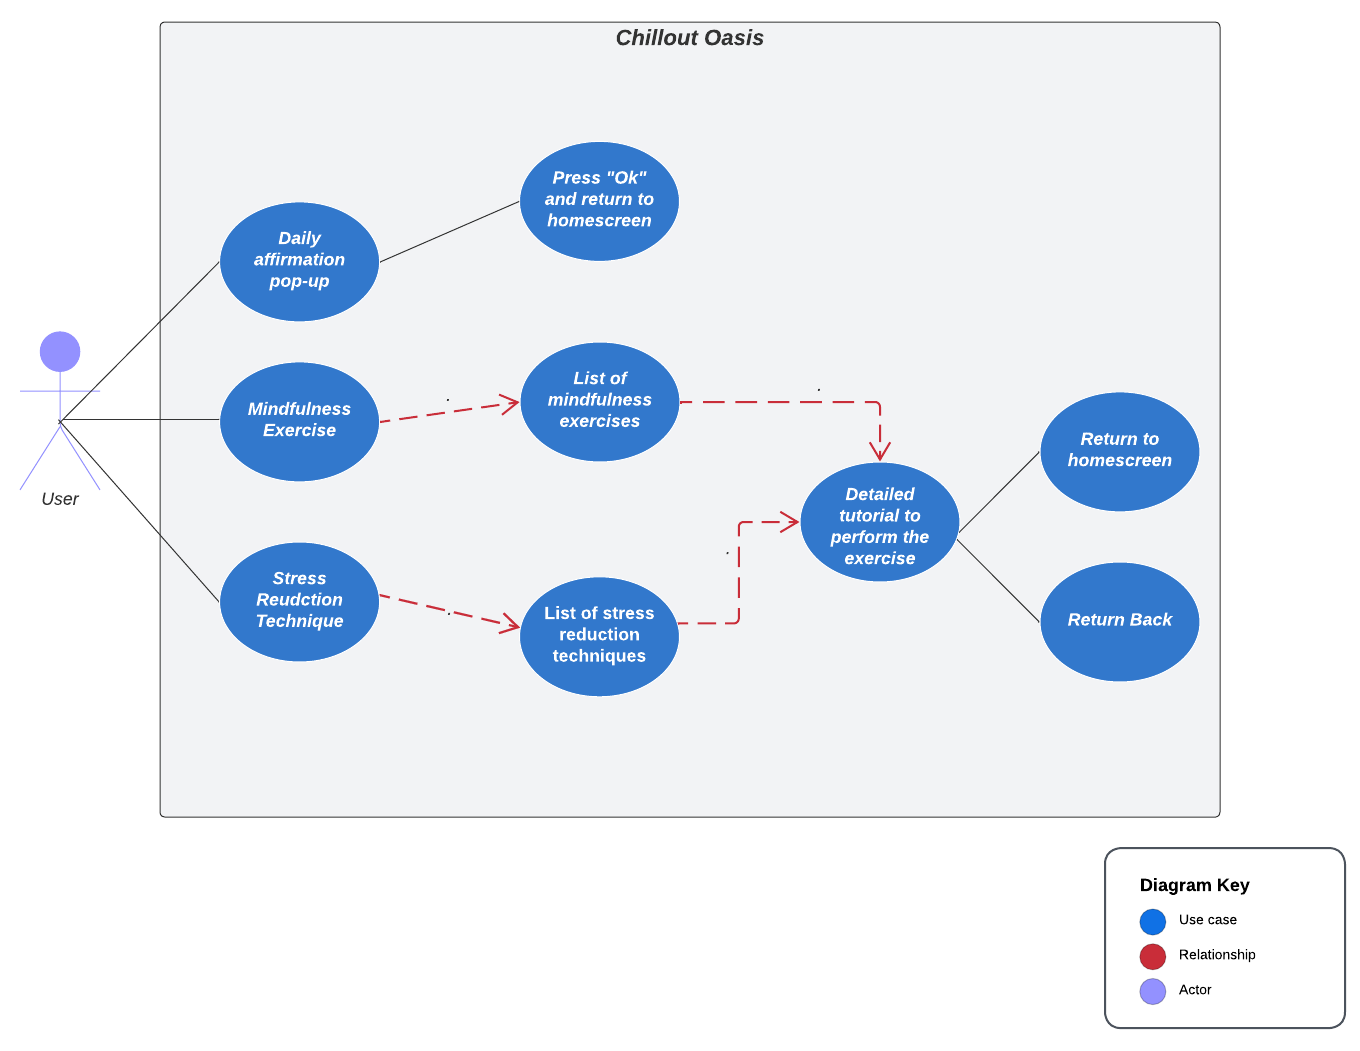 Chillout Oasis
Press "Ok"
and return to
homescreen
Daily
affirmation
pop-up
List of
mindfulness
exercises
Mindfulness
Exercise
Return to
homescreen
User
Detailed
tutorial to
perform the
exercise
Stress
Reudction
Technique
List of stress
reduction
techniques
Return Back
Diagram Key
Use case
Relationship
Actor